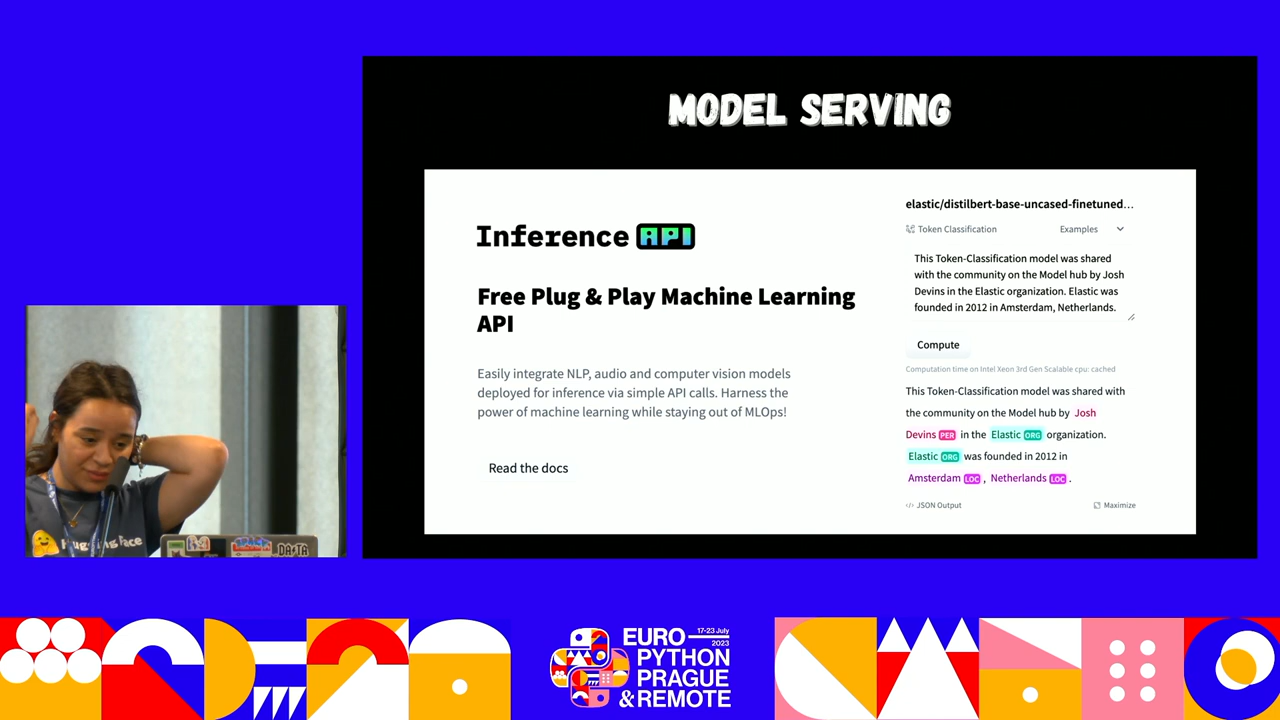 MODEL SERVING
Inference API
Free Plug & Play Machine Learning
API
Easily integrate NLP, audio and computer vision models
deployed for inference via simple API calls. Harness the
power of machine learning while staying out of MLOps!
Read the docs
elastic/distilbert-base-uncased-finetuned...
Token Classification
Examples
This Token-Classification model was shared
with the community on the Model hub by Josh
Devins in the Elastic organization. Elastic was
founded in 2012 in Amsterdam, Netherlands.
Compute
Computation time on Intel Xeon 3rd Gen Scalable cpu: cached
This Token-Classification model was shared with
the community on the Model hub by Josh
Devins PER in the Elastic ORG organization.
Elastic ORG was founded in 2012 in
Amsterdam LOC , Netherlands LOC .
</> JSON Output
Maximize
Hugging Face
DATA
EURO 17-23 July
2023
PYTHON
PRAGUE
& REMOTE